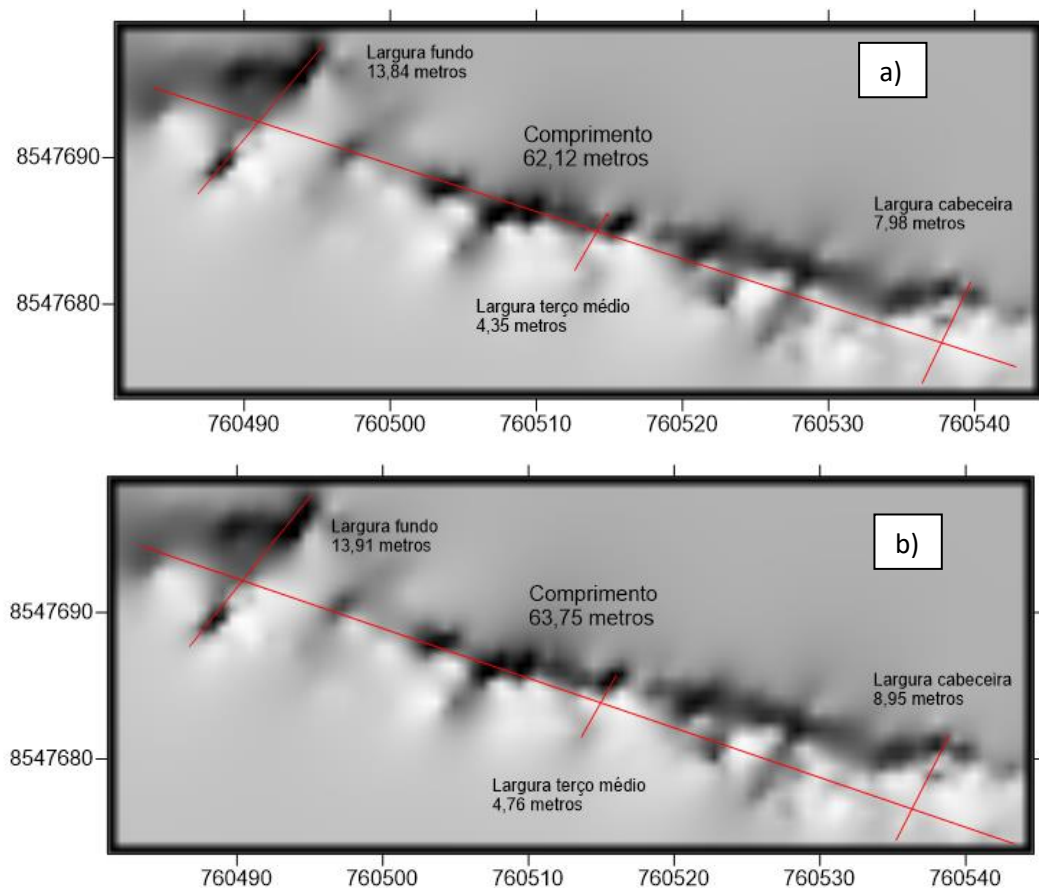 Largura fundo
13,84 metros
a)
Comprimento
62,12 metros
8547690
Largura cabeceira
7,98 metros
Largura terço médio
4,35 metros
8547680
760490
760500
760510
760520
760530
760540
Largura fundo
13,91 metros
b)
Comprimento
63,75 metros
8547690
Largura cabeceira
8,95 metros
8547680
Largura terço médio
4,76 metros
760490
760500
760510
760520
760530
760540